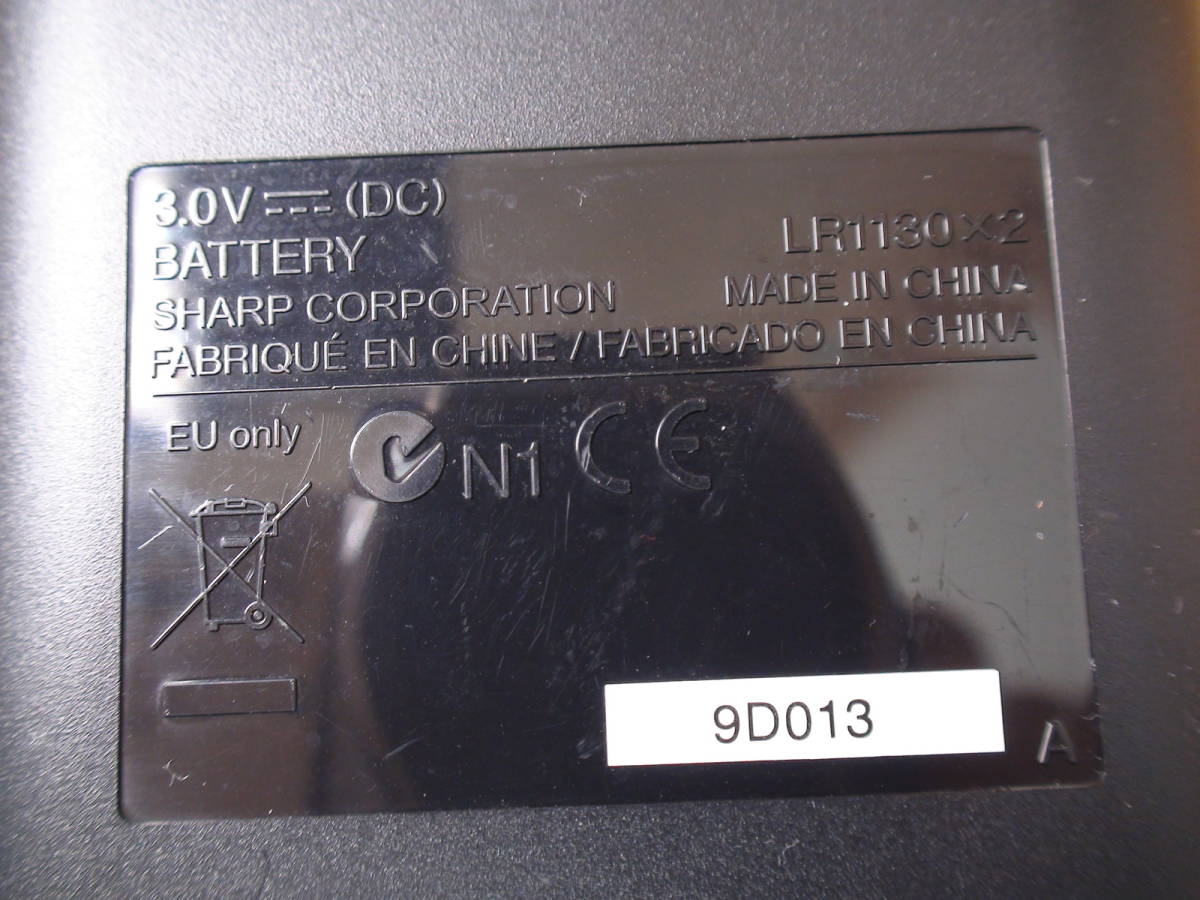 3.0V ⎓ (DC)
BATTERY LR1130×2
SHARP CORPORATION MADE IN CHINA
FABRIQUÉ EN CHINE / FABRICADO EN CHINA
EU only
N1 CE
9D013
A